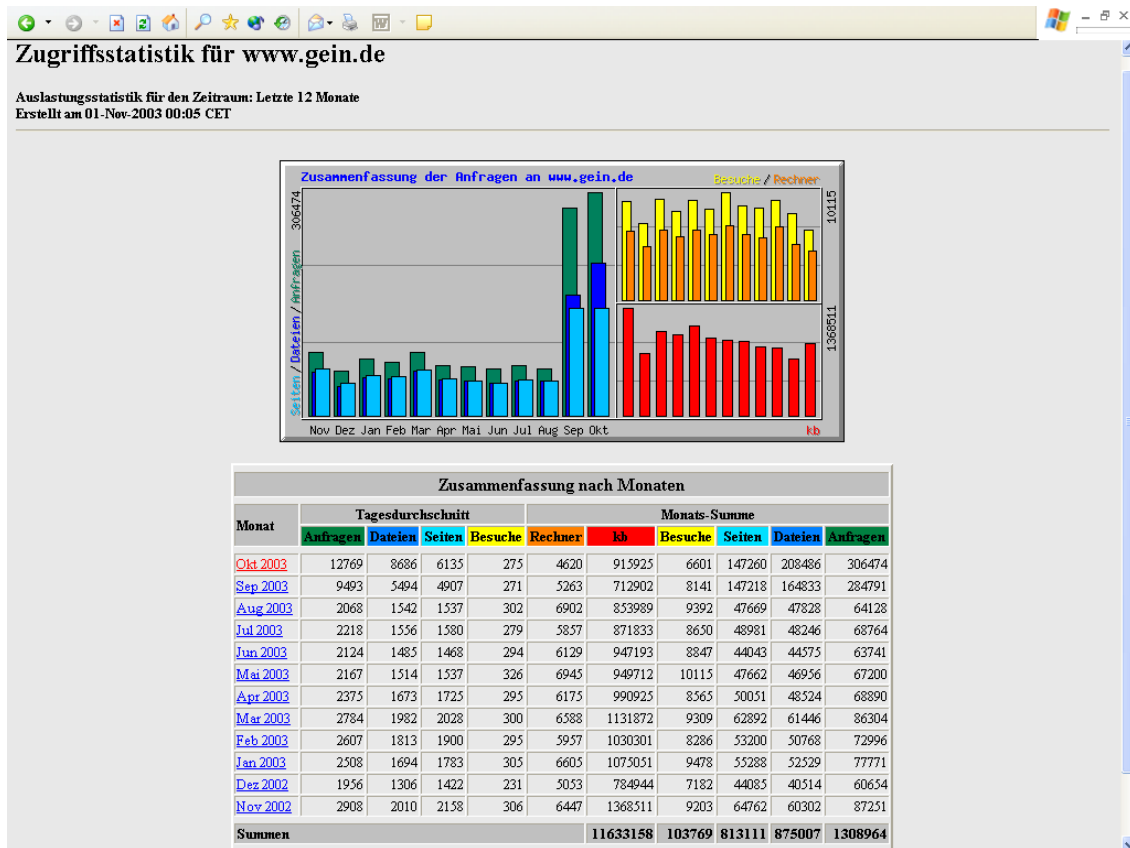 Zugriffsstatistik für www.gein.de
Auslastungsstatistik für den Zeitraum: Letzte 12 Monate
Erstellt am 01-Nov-2003 00:05 CET
Zusammenfassung der Anfragen an www.gein.de
Besuche / Rechner
306474
10115
Seiten / Dateien / Anfragen
1368511
Nov Dez Jan Feb Mar Apr Mai Jun Jul Aug Sep Okt
kb
Zusammenfassung nach Monaten
Monat Tagesdurchschnitt Monats-Summe
Anfragen Dateien Seiten Besuche Rechner kb Besuche Seiten Dateien Anfragen
Okt 2003 12769 8686 6135 275 4620 915925 6601 147260 208486 306474
Sep 2003 9493 5494 4907 271 5263 712902 8141 147218 164833 284791
Aug 2003 2068 1542 1537 302 6902 853989 9392 47669 47828 64128
Jul 2003 2218 1556 1580 279 5857 871833 8650 48981 48246 68764
Jun 2003 2124 1485 1468 294 6129 947193 8847 44043 44575 63741
Mai 2003 2167 1514 1537 326 6945 949712 10115 47662 46956 67200
Apr 2003 2375 1673 1725 295 6175 990925 8565 50051 48524 68890
Mar 2003 2784 1982 2028 300 6588 1131872 9309 62892 61446 86304
Feb 2003 2607 1813 1900 295 5957 1030301 8286 53200 50768 72996
Jan 2003 2508 1694 1783 305 6605 1075051 9478 55288 52529 77771
Dez 2002 1956 1306 1422 231 5053 784944 7182 44085 40514 60654
Nov 2002 2908 2010 2158 306 6447 1368511 9203 64762 60302 87251
Summen 11633158 103769 813111 875007 1308964